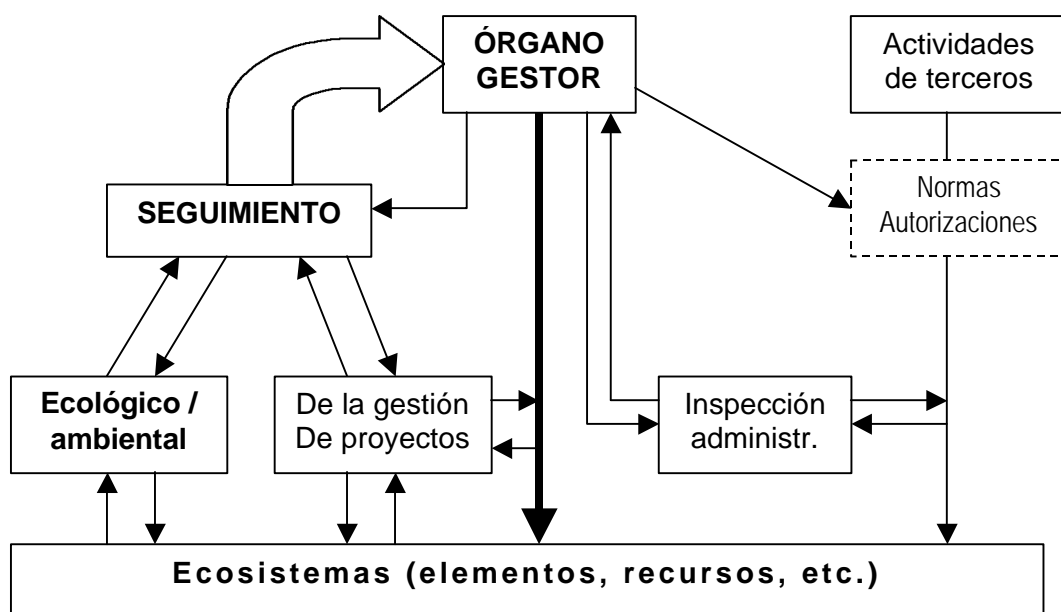 ÓRGANO
GESTOR
Actividades
de terceros
Normas
Autorizaciones
SEGUIMIENTO
Ecológico /
ambiental
De la gestión
De proyectos
Inspección
administr.
Ecosistemas (elementos, recursos, etc.)